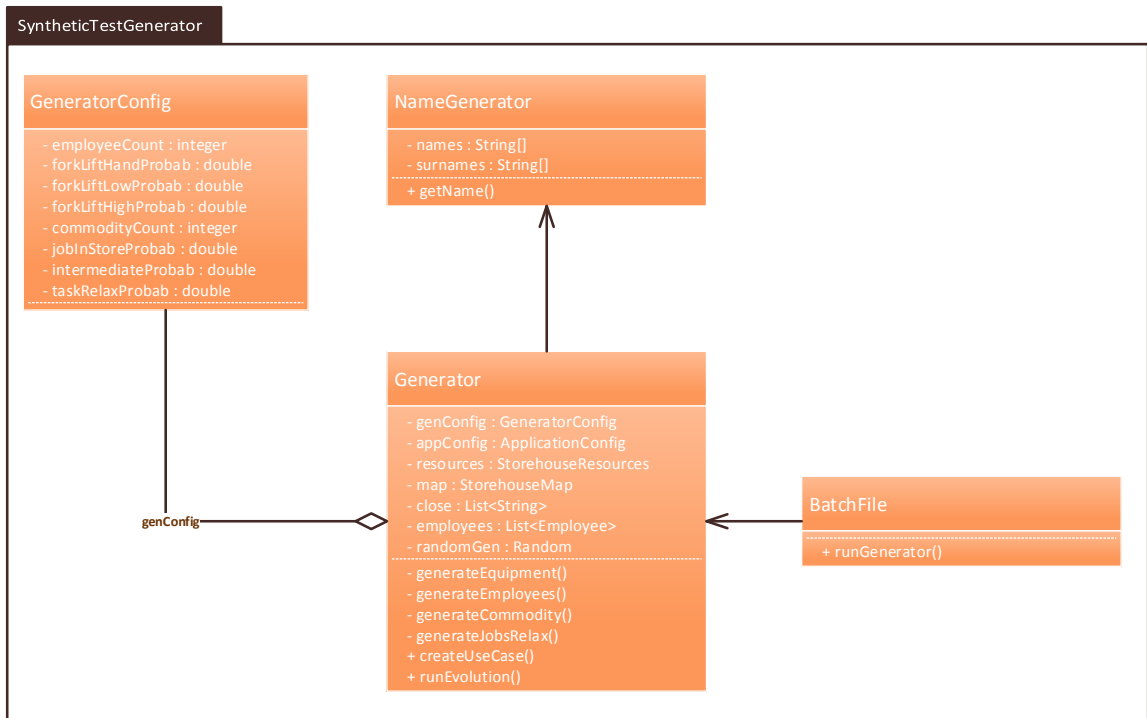 SyntheticTestGenerator
GeneratorConfig
- employeeCount : integer
- forkLiftHandProbab : double
- forkLiftLowProbab : double
- forkLiftHighProbab : double
- commodityCount : integer
- jobInStoreProbab : double
- intermediateProbab : double
- taskRelaxProbab : double
NameGenerator
- names : String[]
- surnames : String[]
+ getName()
Generator
- genConfig : GeneratorConfig
- appConfig : ApplicationConfig
- resources : StorehouseResources
- map : StorehouseMap
- close : List<String>
- employees : List<Employee>
- randomGen : Random
- generateEquipment()
- generateEmployees()
- generateCommodity()
- generateJobsRelax()
+ createUseCase()
+ runEvolution()
genConfig
BatchFile
+ runGenerator()